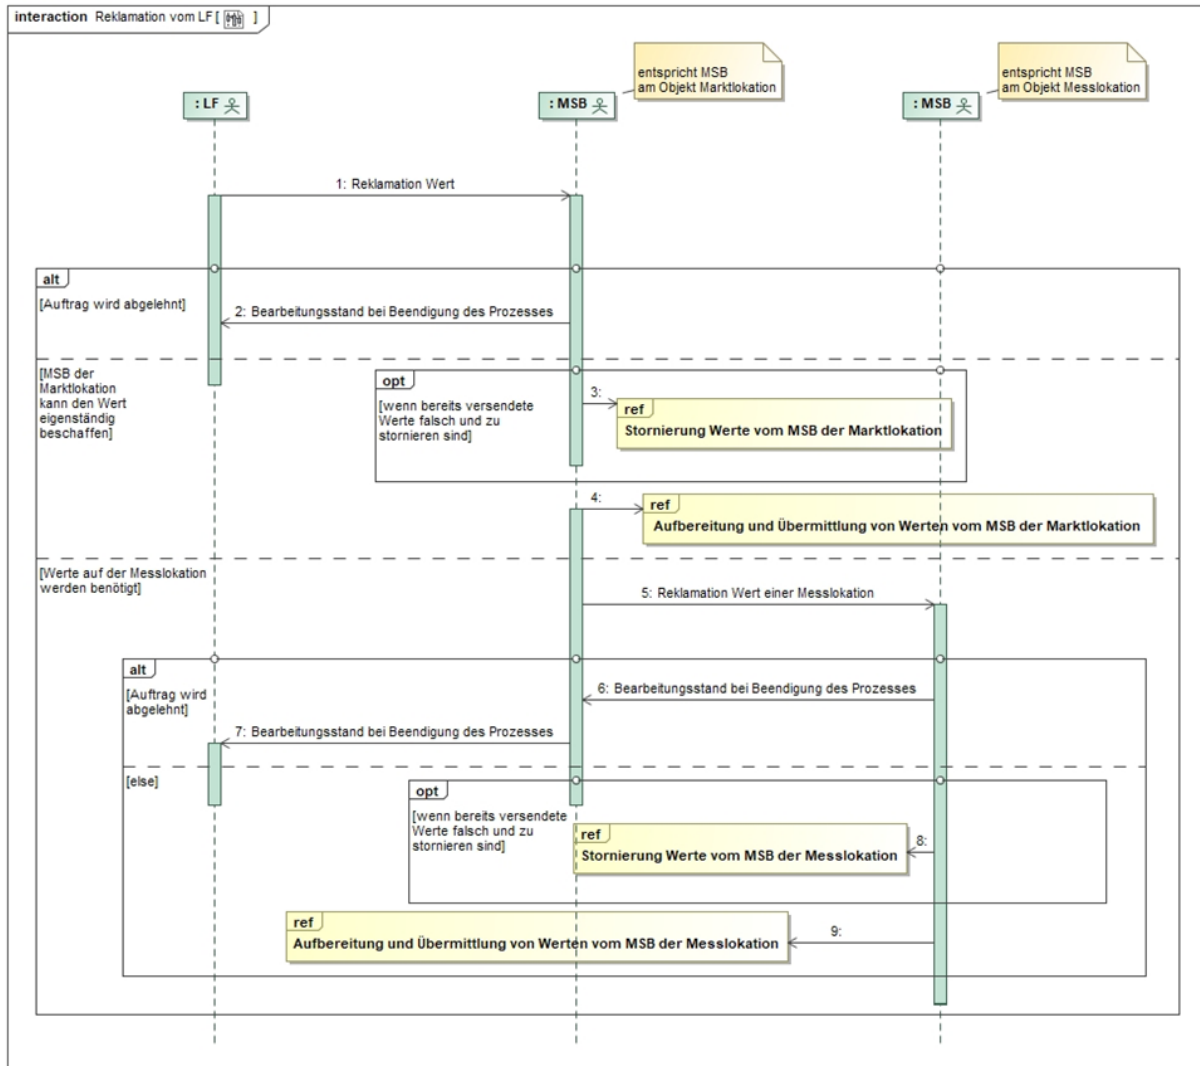 interaction Reklamation vom LF [ ]
entspricht MSB
am Objekt Marktlokation
entspricht MSB
am Objekt Messlokation
: LF
: MSB
: MSB
1: Reklamation Wert
alt
[Auftrag wird abgelehnt]
2: Bearbeitungsstand bei Beendigung des Prozesses
[MSB der
Marktlokation
kann den Wert
eigenständig
beschaffen]
opt
[wenn bereits versendete
Werte falsch und zu
stornieren sind]
3:
ref
Stornierung Werte vom MSB der Marktlokation
4:
ref
Aufbereitung und Übermittlung von Werten vom MSB der Marktlokation
[Werte auf der Messlokation
werden benötigt]
5: Reklamation Wert einer Messlokation
alt
[Auftrag wird
abgelehnt]
6: Bearbeitungsstand bei Beendigung des Prozesses
7: Bearbeitungsstand bei Beendigung des Prozesses
[else]
opt
[wenn bereits versendete
Werte falsch und zu
stornieren sind]
ref
Stornierung Werte vom MSB der Messlokation
8:
ref
Aufbereitung und Übermittlung von Werten vom MSB der Messlokation
9: